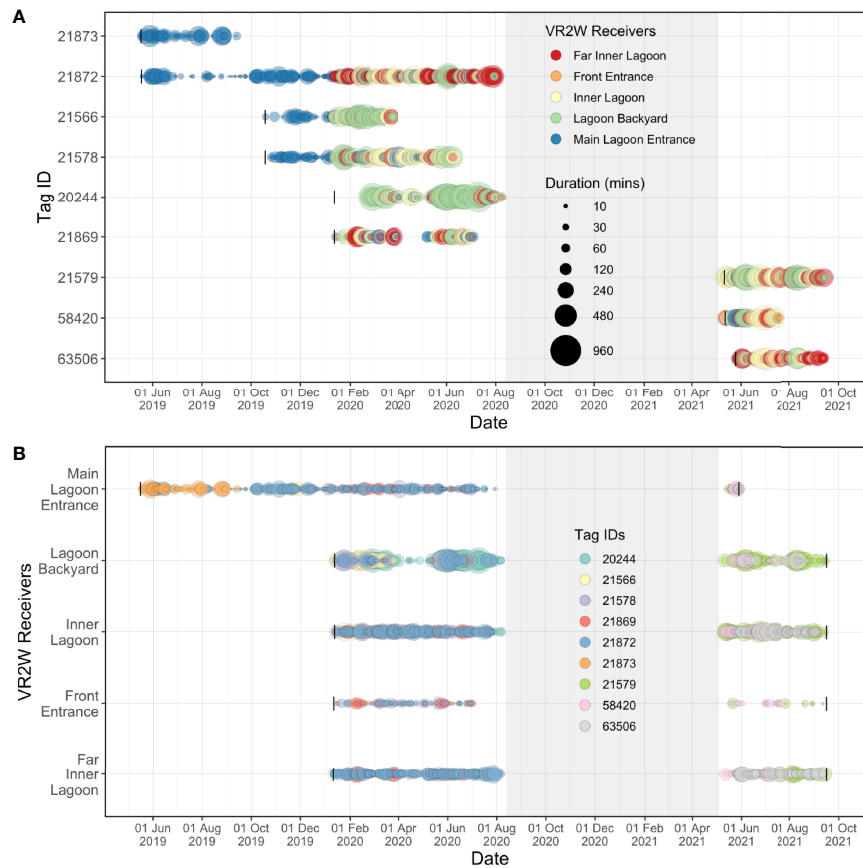 A
Tag ID
21873
21872
21566
21578
20244
21869
21579
58420
63506
VR2W Receivers
Far Inner Lagoon
Front Entrance
Inner Lagoon
Lagoon Backyard
Main Lagoon Entrance
Duration (mins)
10
30
60
120
240
480
960
01 Jun 01 Aug 01 Oct 01 Dec 01 Feb 01 Apr 01 Jun 01 Aug 01 Oct 01 Dec 01 Feb 01 Apr 01 Jun 01 Aug 01 Oct
2019 2019 2019 2019 2020 2020 2020 2020 2020 2020 2021 2021 2021 2021 2021
Date
B
VR2W Receivers
Main
Lagoon
Entrance
Lagoon
Backyard
Inner
Lagoon
Front
Entrance
Far
Inner
Lagoon
Tag IDs
20244
21566
21578
21869
21872
21873
21579
58420
63506
01 Jun 01 Aug 01 Oct 01 Dec 01 Feb 01 Apr 01 Jun 01 Aug 01 Oct 01 Dec 01 Feb 01 Apr 01 Jun 01 Aug 01 Oct
2019 2019 2019 2019 2020 2020 2020 2020 2020 2020 2021 2021 2021 2021 2021
Date